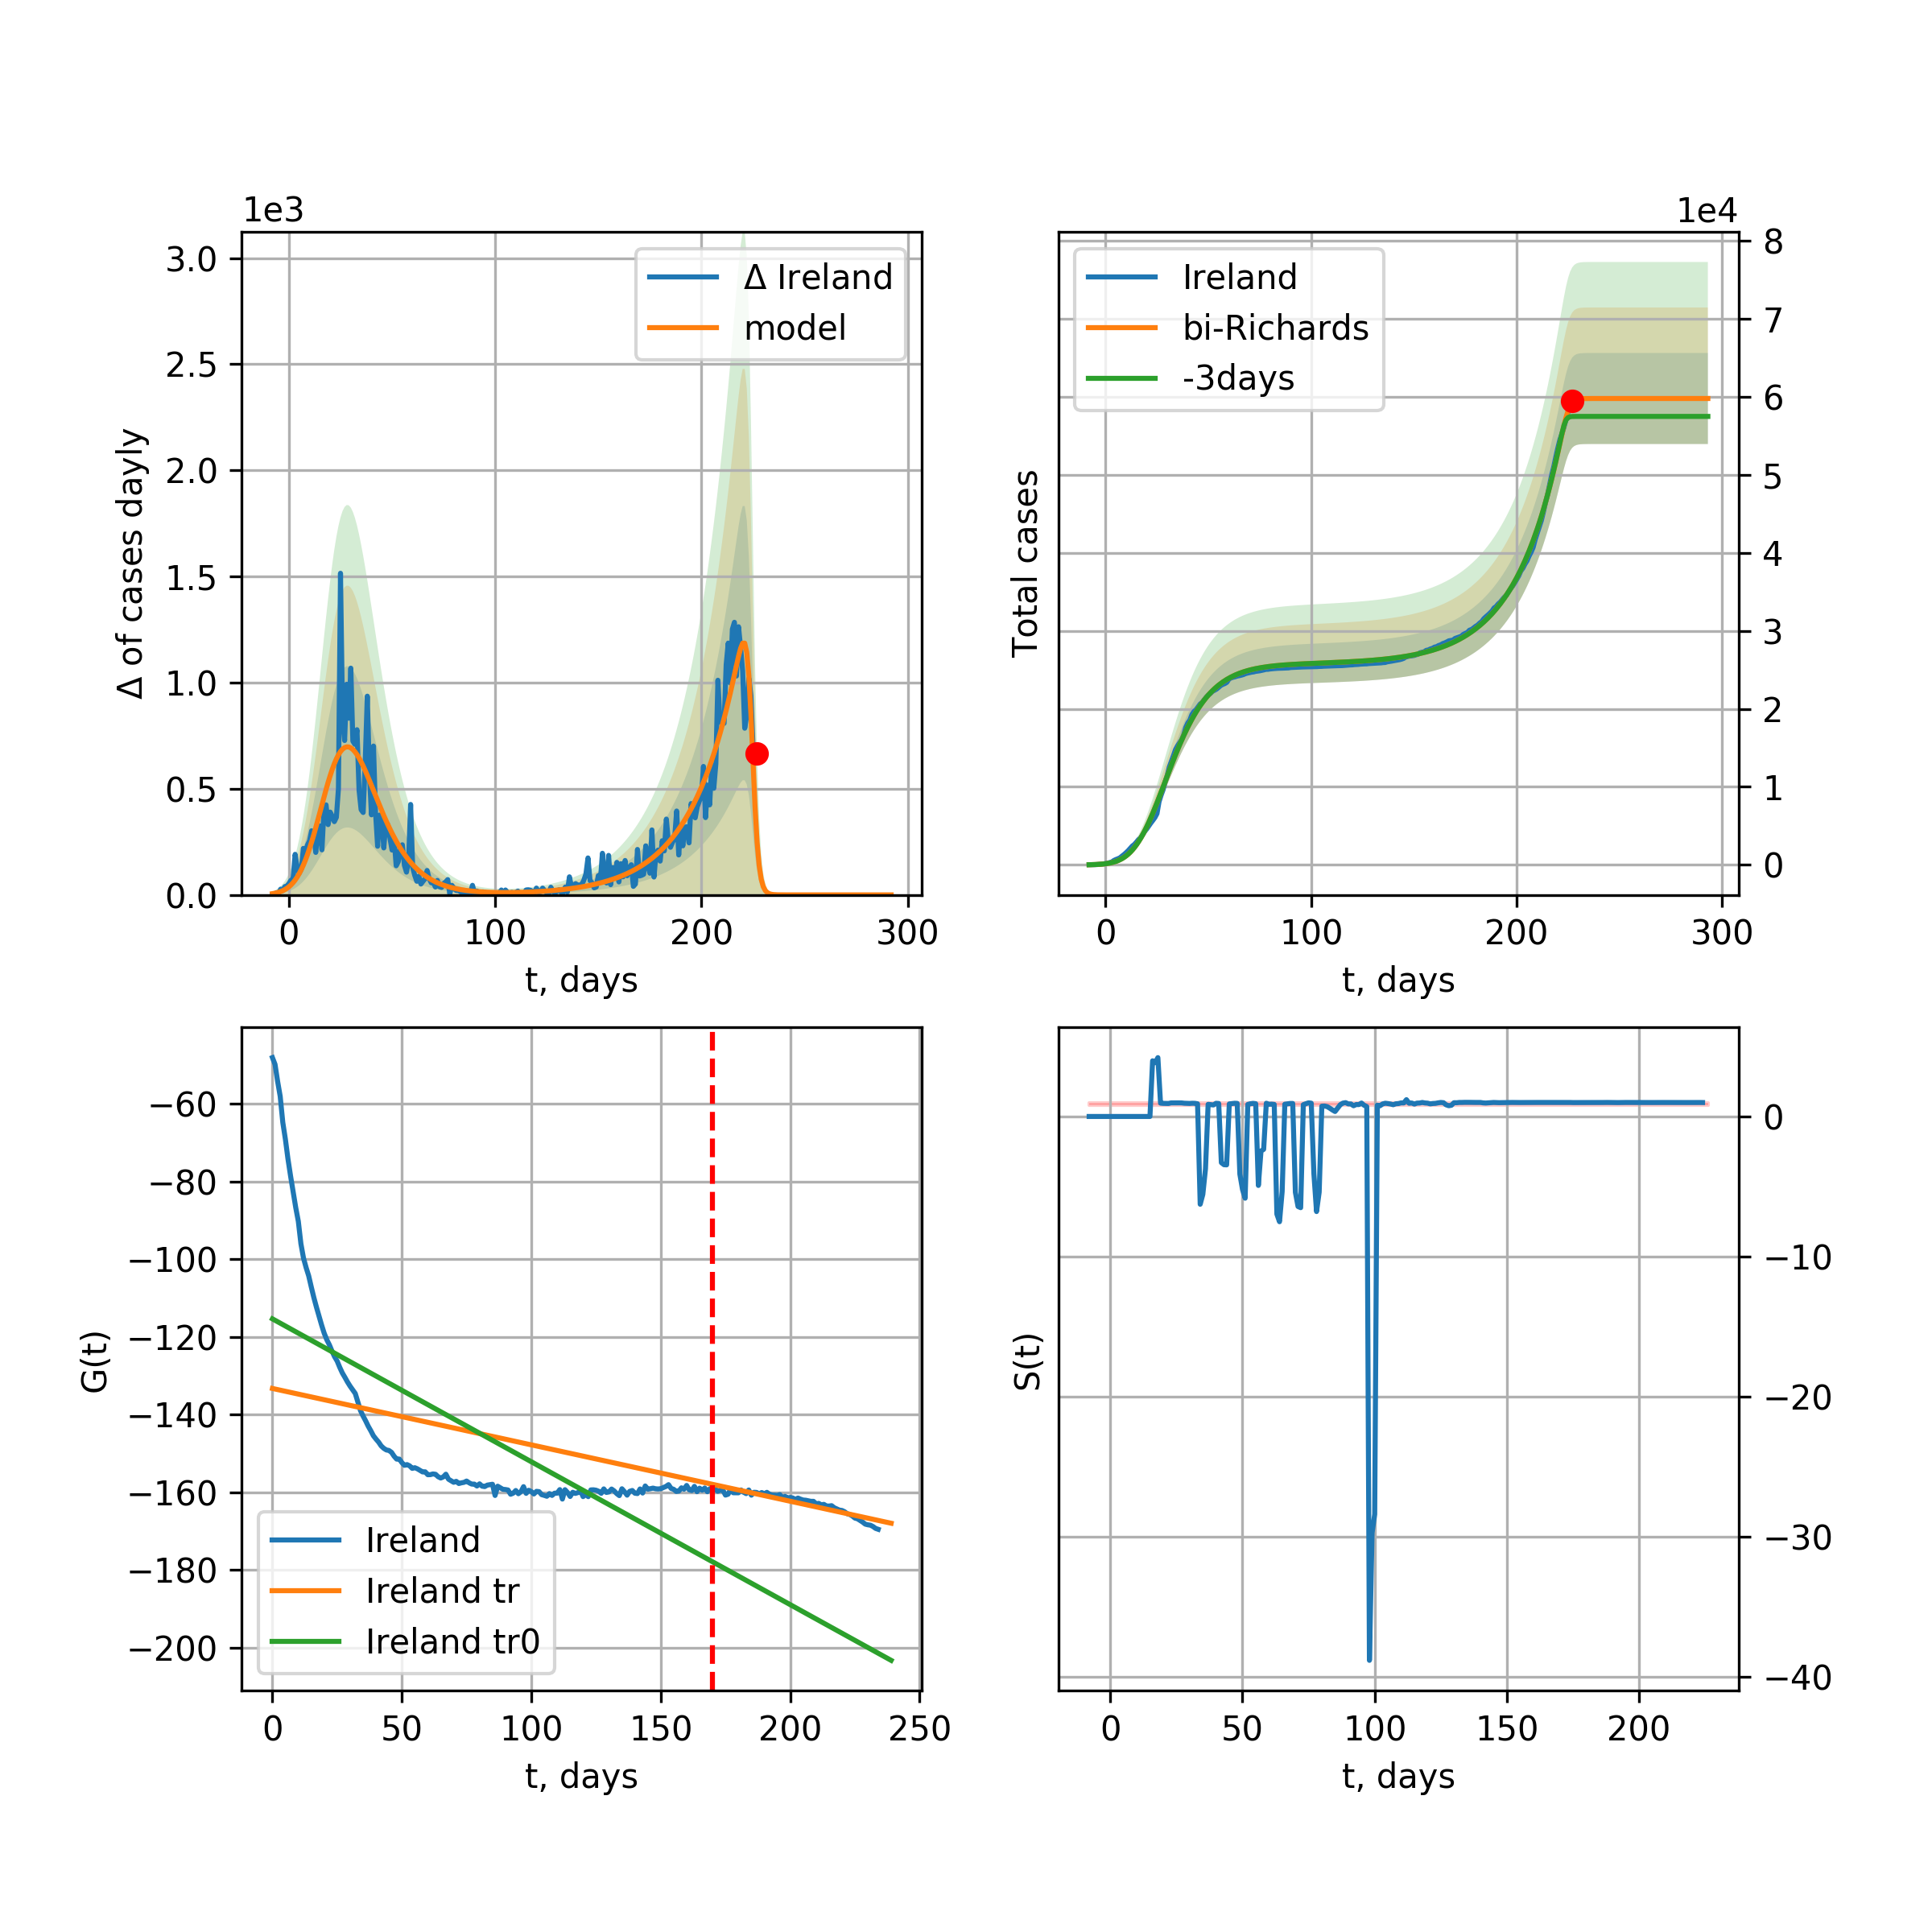 1e3
3.0
2.5
2.0
1.5
1.0
0.5
0.0
Δ of cases dayly
Δ Ireland
model
0 100 200 300
t, days
1e4
8
7
6
5
4
3
2
1
0
Total cases
Ireland
bi-Richards
-3days
0 100 200 300
t, days
−60
−80
−100
−120
−140
−160
−180
−200
G(t)
Ireland
Ireland tr
Ireland tr0
0 50 100 150 200 250
t, days
0
−10
−20
−30
−40
S(t)
0 50 100 150 200
t, days